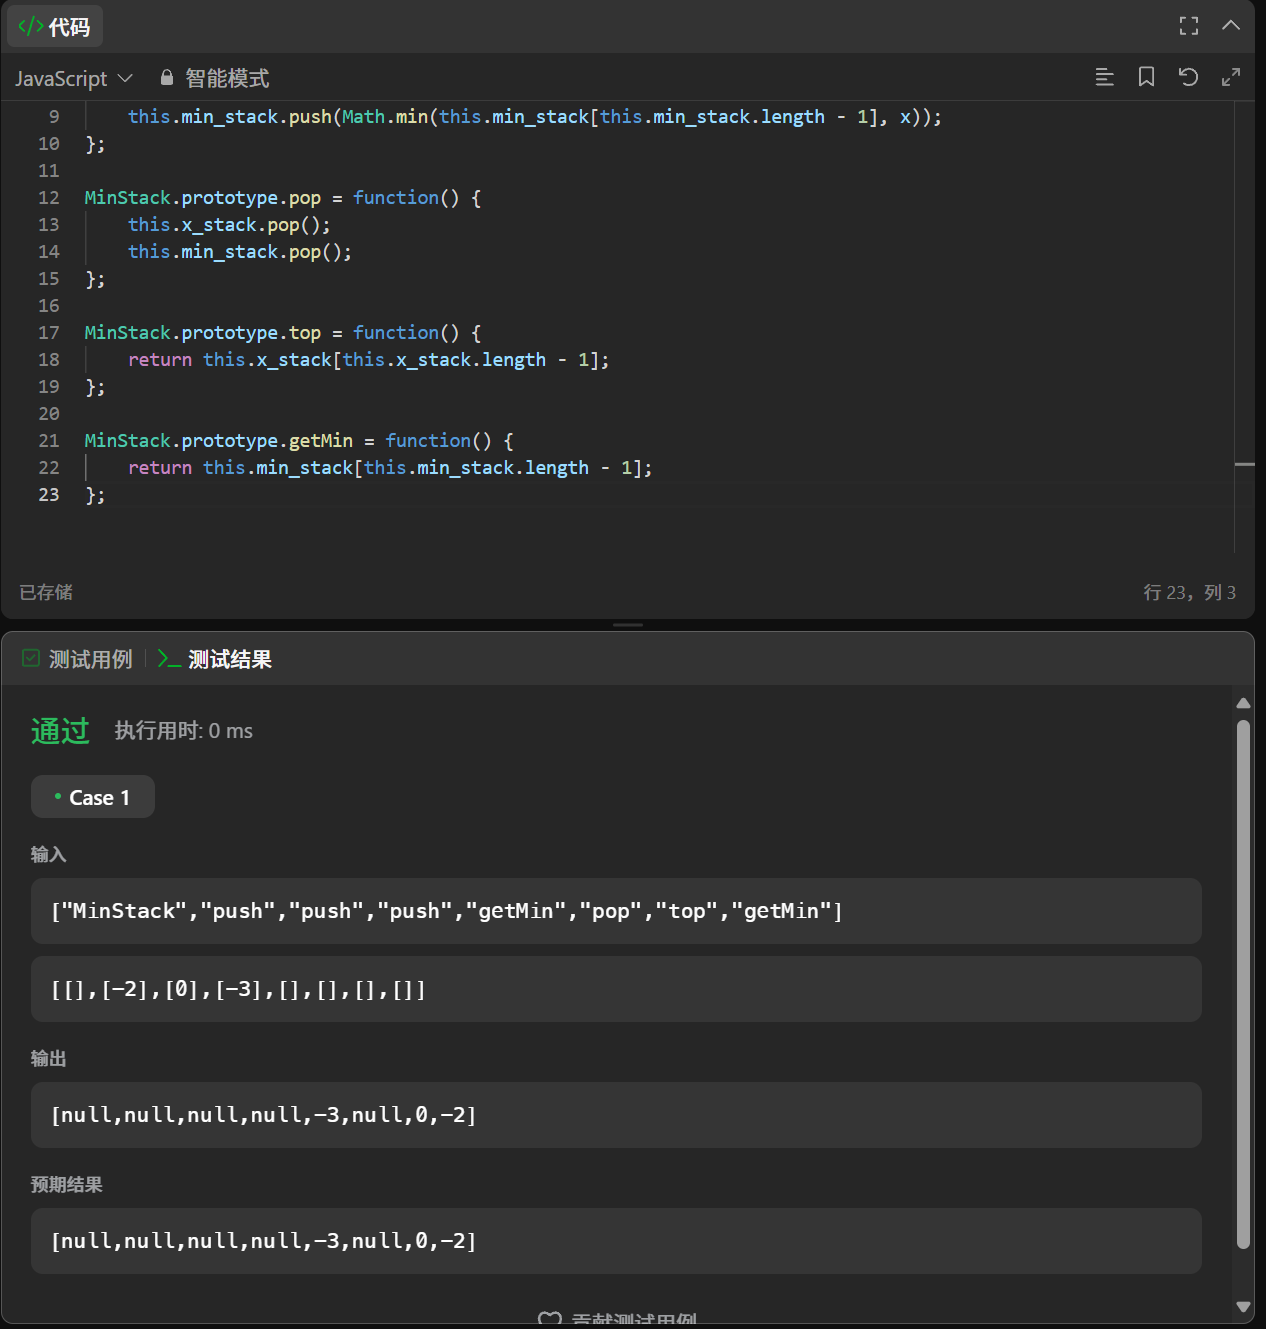 </> 代码
JavaScript 智能模式
9 this.min_stack.push(Math.min(this.min_stack[this.min_stack.length - 1], x));
10 };
11
12 MinStack.prototype.pop = function() {
13 this.x_stack.pop();
14 this.min_stack.pop();
15 };
16
17 MinStack.prototype.top = function() {
18 return this.x_stack[this.x_stack.length - 1];
19 };
20
21 MinStack.prototype.getMin = function() {
22 return this.min_stack[this.min_stack.length - 1];
23 };
已存储 行 23，列 3
测试用例 >_ 测试结果
通过 执行用时: 0 ms
• Case 1
输入
["MinStack","push","push","push","getMin","pop","top","getMin"]
[[],[-2],[0],[-3],[],[],[],[]]
输出
[null,null,null,null,-3,null,0,-2]
预期结果
[null,null,null,null,-3,null,0,-2]
贡献测试用例